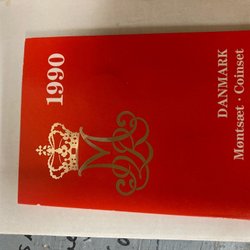 1990
DANMARK
Møntsæt · Coinset